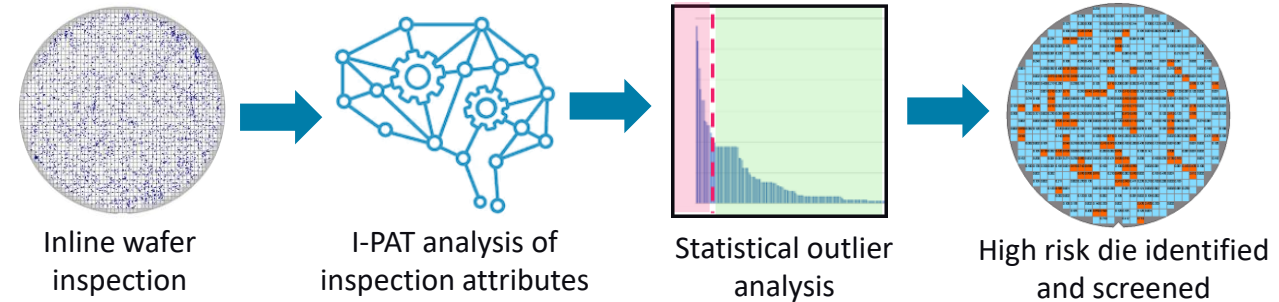 Inline wafer
inspection
I-PAT analysis of
inspection attributes
Statistical outlier
analysis
High risk die identified
and screened